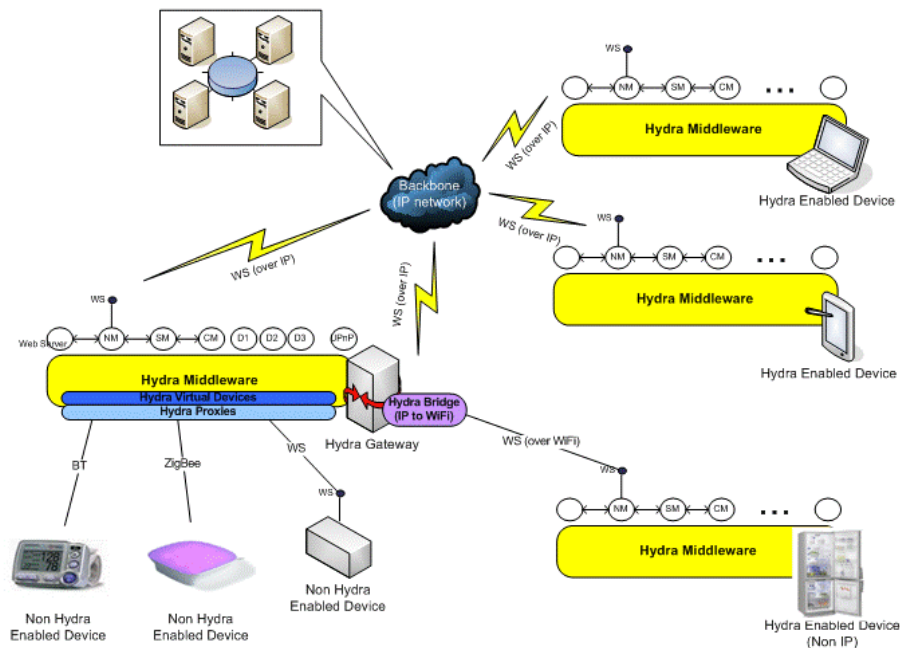 WS
NM
SM
CM
...
Hydra Middleware
Hydra Enabled Device
WS (over IP)
Backbone
(IP network)
WS (over IP)
WS
NM
SM
CM
...
Hydra Middleware
Hydra Enabled Device
WS (over IP)
WS (over IP)
WS
Web Server
NM
SM
CM
D1
D2
D3
UPnP
Hydra Middleware
Hydra Virtual Devices
Hydra Proxies
Hydra Bridge
(IP to WiFi)
Hydra Gateway
WS (over WiFi)
BT
ZigBee
WS
WS
WS
NM
SM
CM
...
Hydra Middleware
128
78
Non Hydra
Enabled Device
Non Hydra
Enabled Device
Non Hydra
Enabled Device
Hydra Enabled Device
(Non IP)